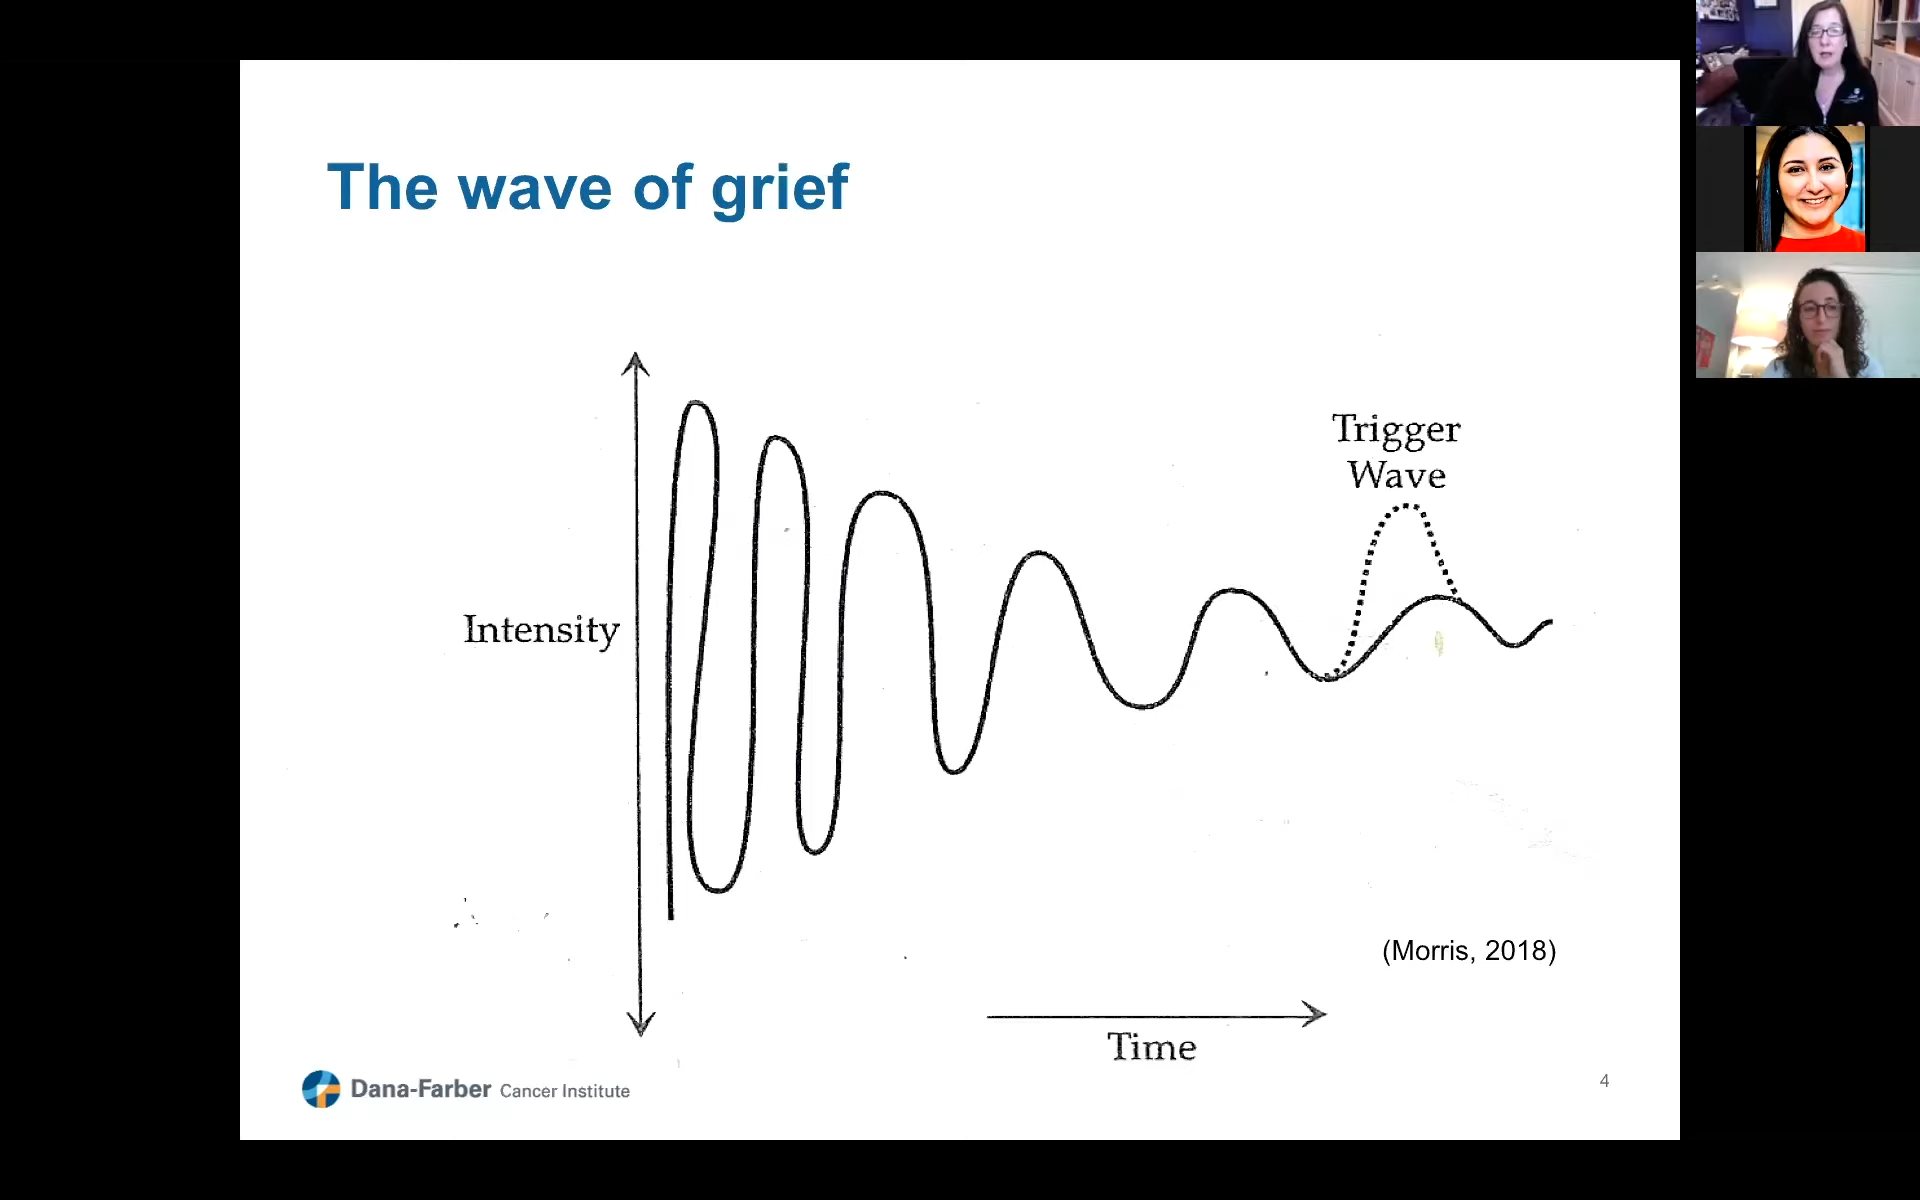 The wave of grief
Trigger
Wave
Intensity
(Morris, 2018)
Time
Dana-Farber Cancer Institute
4